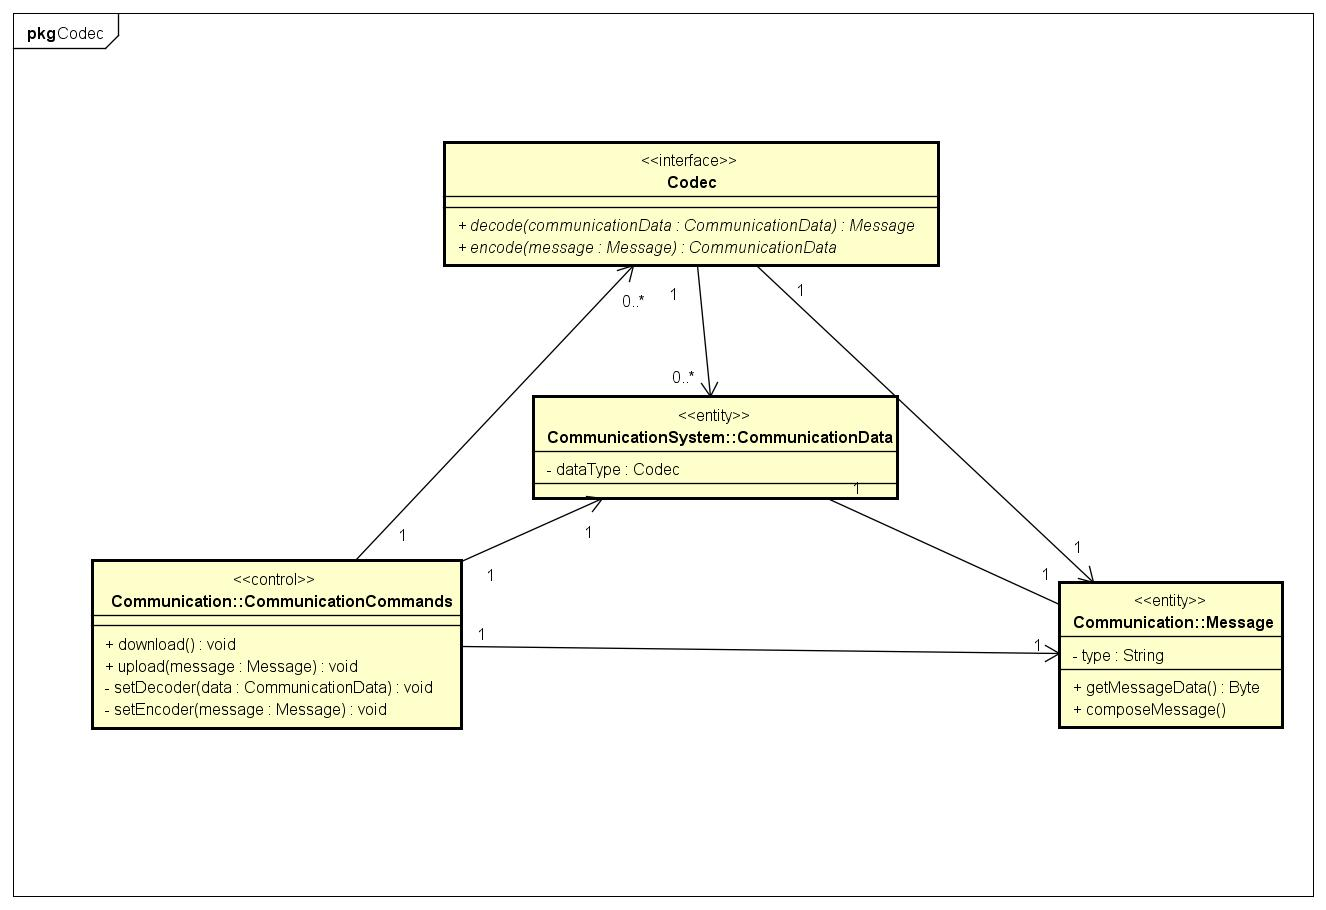 pkg Codec
<<interface>>
Codec
+ decode(communicationData : CommunicationData) : Message
+ encode(message : Message) : CommunicationData
0..*
1
1
0..*
<<entity>>
CommunicationSystem::CommunicationData
- dataType : Codec
1
1
1
1
1
1
<<control>>
Communication::CommunicationCommands
+ download() : void
+ upload(message : Message) : void
- setDecoder(data : CommunicationData) : void
- setEncoder(message : Message) : void
1
1
<<entity>>
Communication::Message
- type : String
+ getMessageData() : Byte
+ composeMessage()